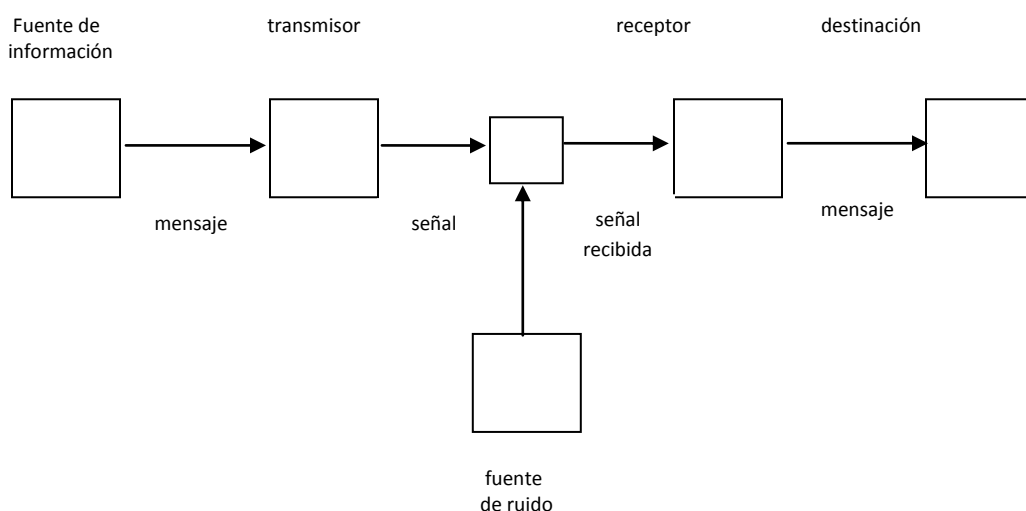 Fuente de
información
transmisor
receptor
destinación
mensaje
señal
señal
recibida
mensaje
fuente
de ruido